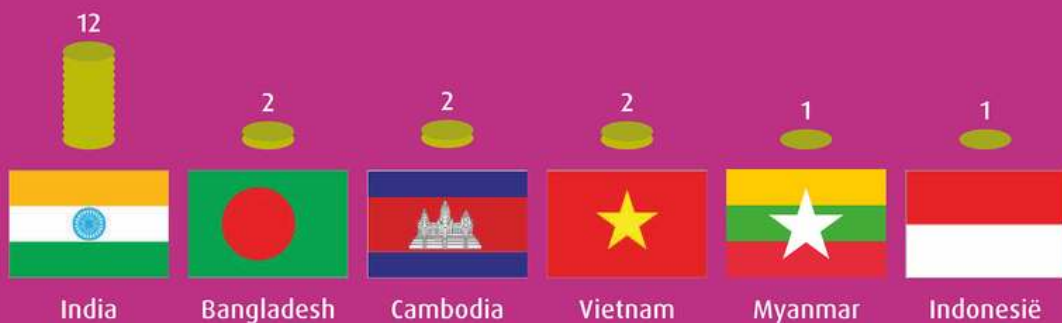 12
2
2
2
1
1
India
Bangladesh
Cambodia
Vietnam
Myanmar
Indonesië